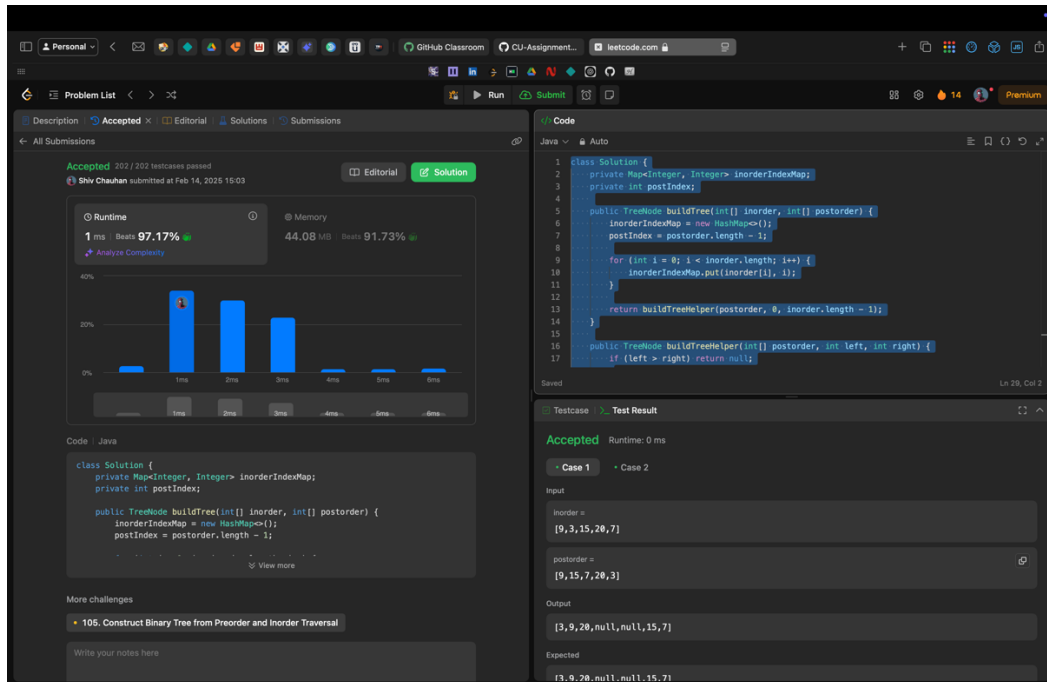 Personal
GitHub Classroom
CU-Assignment...
leetcode.com
Problem List
Run
Submit
14
Premium
Description
Accepted
Editorial
Solutions
Submissions
All Submissions
Accepted 202 / 202 testcases passed
Shiv Chauhan submitted at Feb 14, 2025 15:03
Editorial
Solution
Runtime
1 ms Beats 97.17%
Analyze Complexity
Memory
44.08 MB Beats 91.73%
40%
20%
0%
1ms 2ms 3ms 4ms 5ms 6ms
1ms 2ms 3ms 4ms 5ms 6ms
Code Java
class Solution {
private Map<Integer, Integer> inorderIndexMap;
private int postIndex;
public TreeNode buildTree(int[] inorder, int[] postorder) {
inorderIndexMap = new HashMap<>();
postIndex = postorder.length - 1;
View more
More challenges
105. Construct Binary Tree from Preorder and Inorder Traversal
Write your notes here
</> Code
Java Auto
1 class Solution {
2 private Map<Integer, Integer> inorderIndexMap;
3 private int postIndex;
4
5 public TreeNode buildTree(int[] inorder, int[] postorder) {
6 inorderIndexMap = new HashMap<>();
7 postIndex = postorder.length - 1;
8
9 for (int i = 0; i < inorder.length; i++) {
10 inorderIndexMap.put(inorder[i], i);
11 }
12
13 return buildTreeHelper(postorder, 0, inorder.length - 1);
14 }
15
16 public TreeNode buildTreeHelper(int[] postorder, int left, int right) {
17 if (left > right) return null;
Saved
Ln 29, Col 2
Testcase
Test Result
Accepted Runtime: 0 ms
Case 1
Case 2
Input
inorder =
[9,3,15,20,7]
postorder =
[9,15,7,20,3]
Output
[3,9,20,null,null,15,7]
Expected
[3,9,20,null,null,15,7]